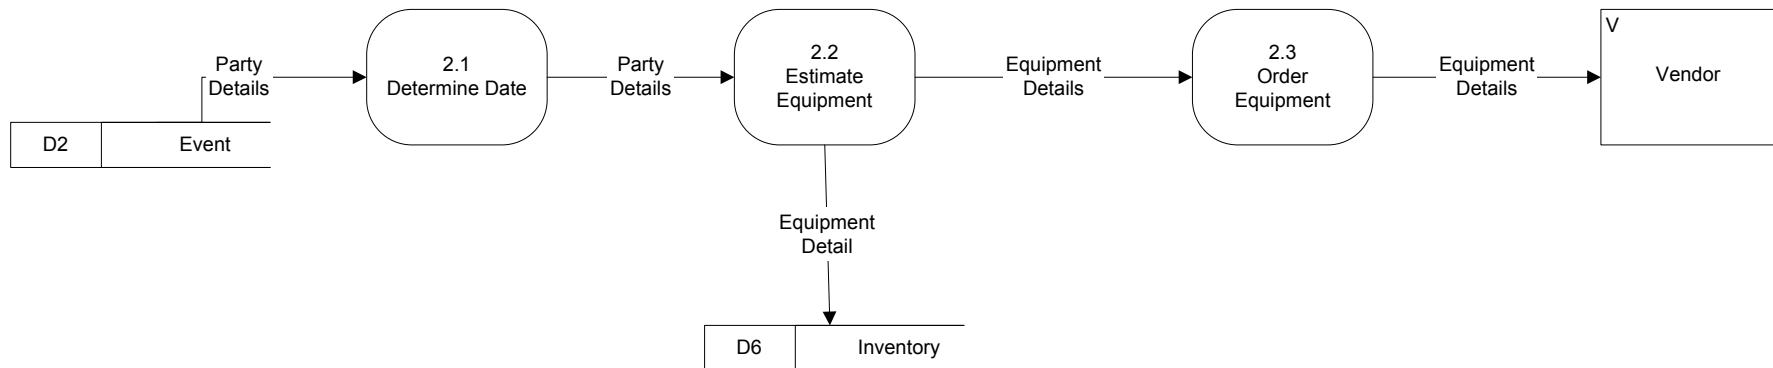 Party
Details
2.1
Determine Date
Party
Details
2.2
Estimate
Equipment
Equipment
Details
2.3
Order
Equipment
Equipment
Details
V
Vendor
D2
Event
Equipment
Detail
D6
Inventory